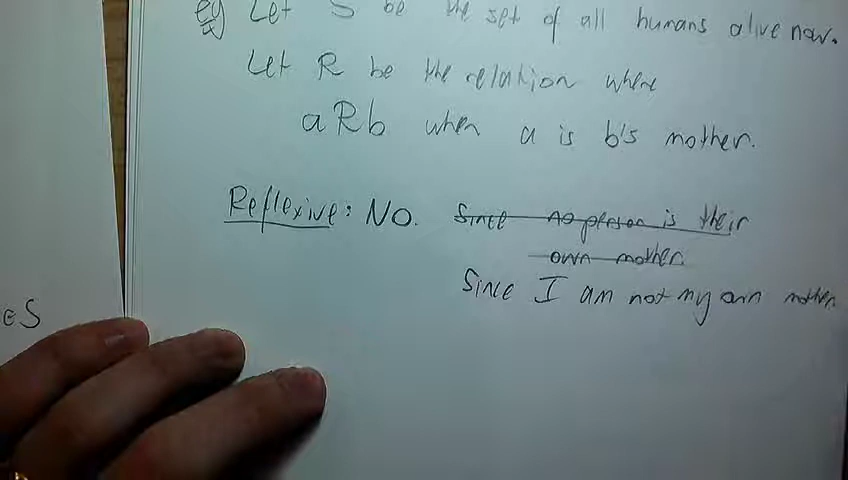 eg Let S be the set of all humans alive now.
Let R be the relation where
aRb when a is b's mother.
Reflexive: No. Since no person is their
own mother.
Since I am not my own mother.
∈S